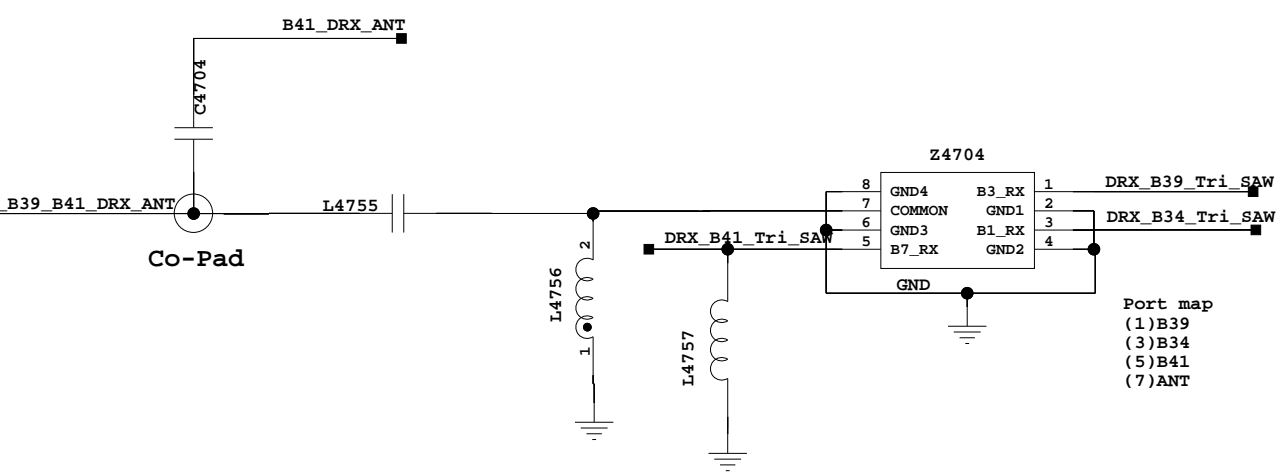 B41_DRX_ANT
C4704
Z4704
_B39_B41_DRX_ANT
L4755
Co-Pad
8 GND4 B3_RX 1 DRX_B39_Tri_SAW
7 COMMON GND1 2
6 GND3 B1_RX 3 DRX_B34_Tri_SAW
DRX_B41_Tri_SAW 5 B7_RX GND2 4
GND
2
L4756
1
L4757
Port map
(1)B39
(3)B34
(5)B41
(7)ANT